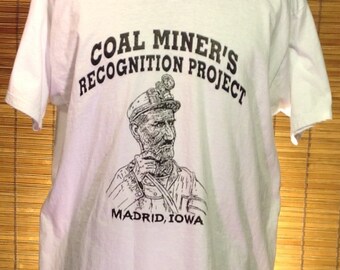 COAL MINER'S
RECOGNITION PROJECT
MADRID, IOWA